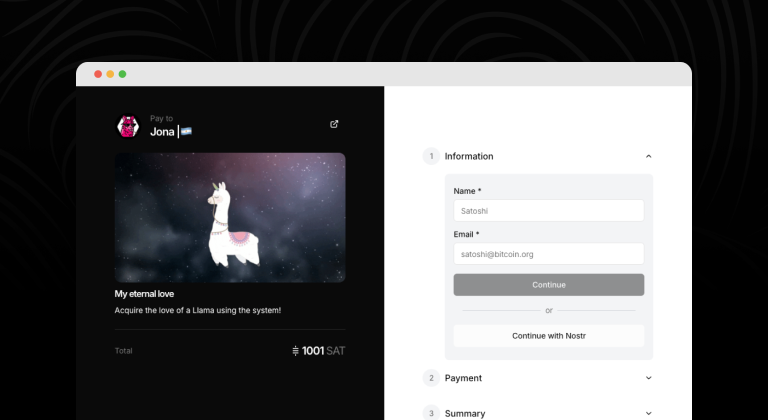 Pay to
Jona |
My eternal love
Acquire the love of a Llama using the system!
Total
1001 SAT
1 Information
Name *
Satoshi
Email *
satoshi@bitcoin.org
Continue
or
Continue with Nostr
2 Payment
3 Summary